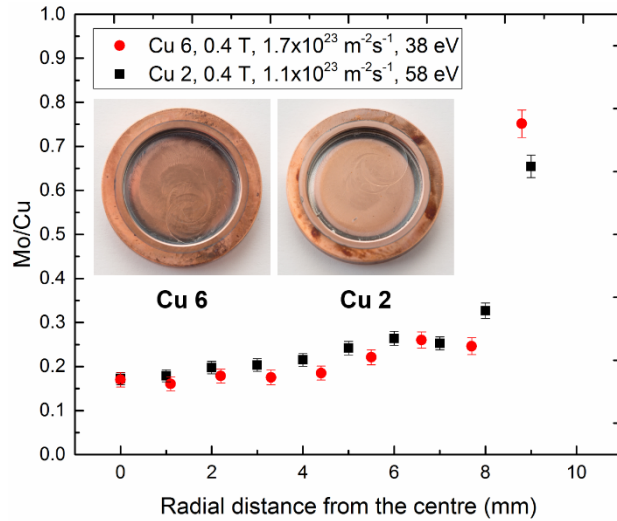 Cu 6, 0.4 T, 1.7x10²³ m⁻²s⁻¹, 38 eV
Cu 2, 0.4 T, 1.1x10²³ m⁻²s⁻¹, 58 eV
Cu 6
Cu 2
Mo/Cu
1.0
0.9
0.8
0.7
0.6
0.5
0.4
0.3
0.2
0.1
0.0
0 2 4 6 8 10
Radial distance from the centre (mm)